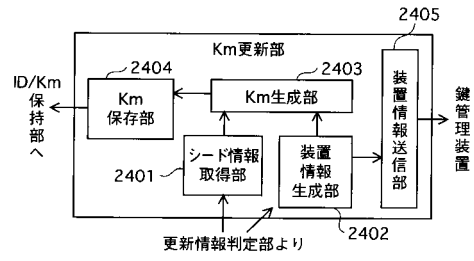 2405
Km更新部
2404
2403
ID/Km
保持
部へ
Km
保存部
Km生成部
装置情報送信部
鍵管理装置
シード情報
取得部
装置
情報
生成部
2401
2402
更新情報判定部より